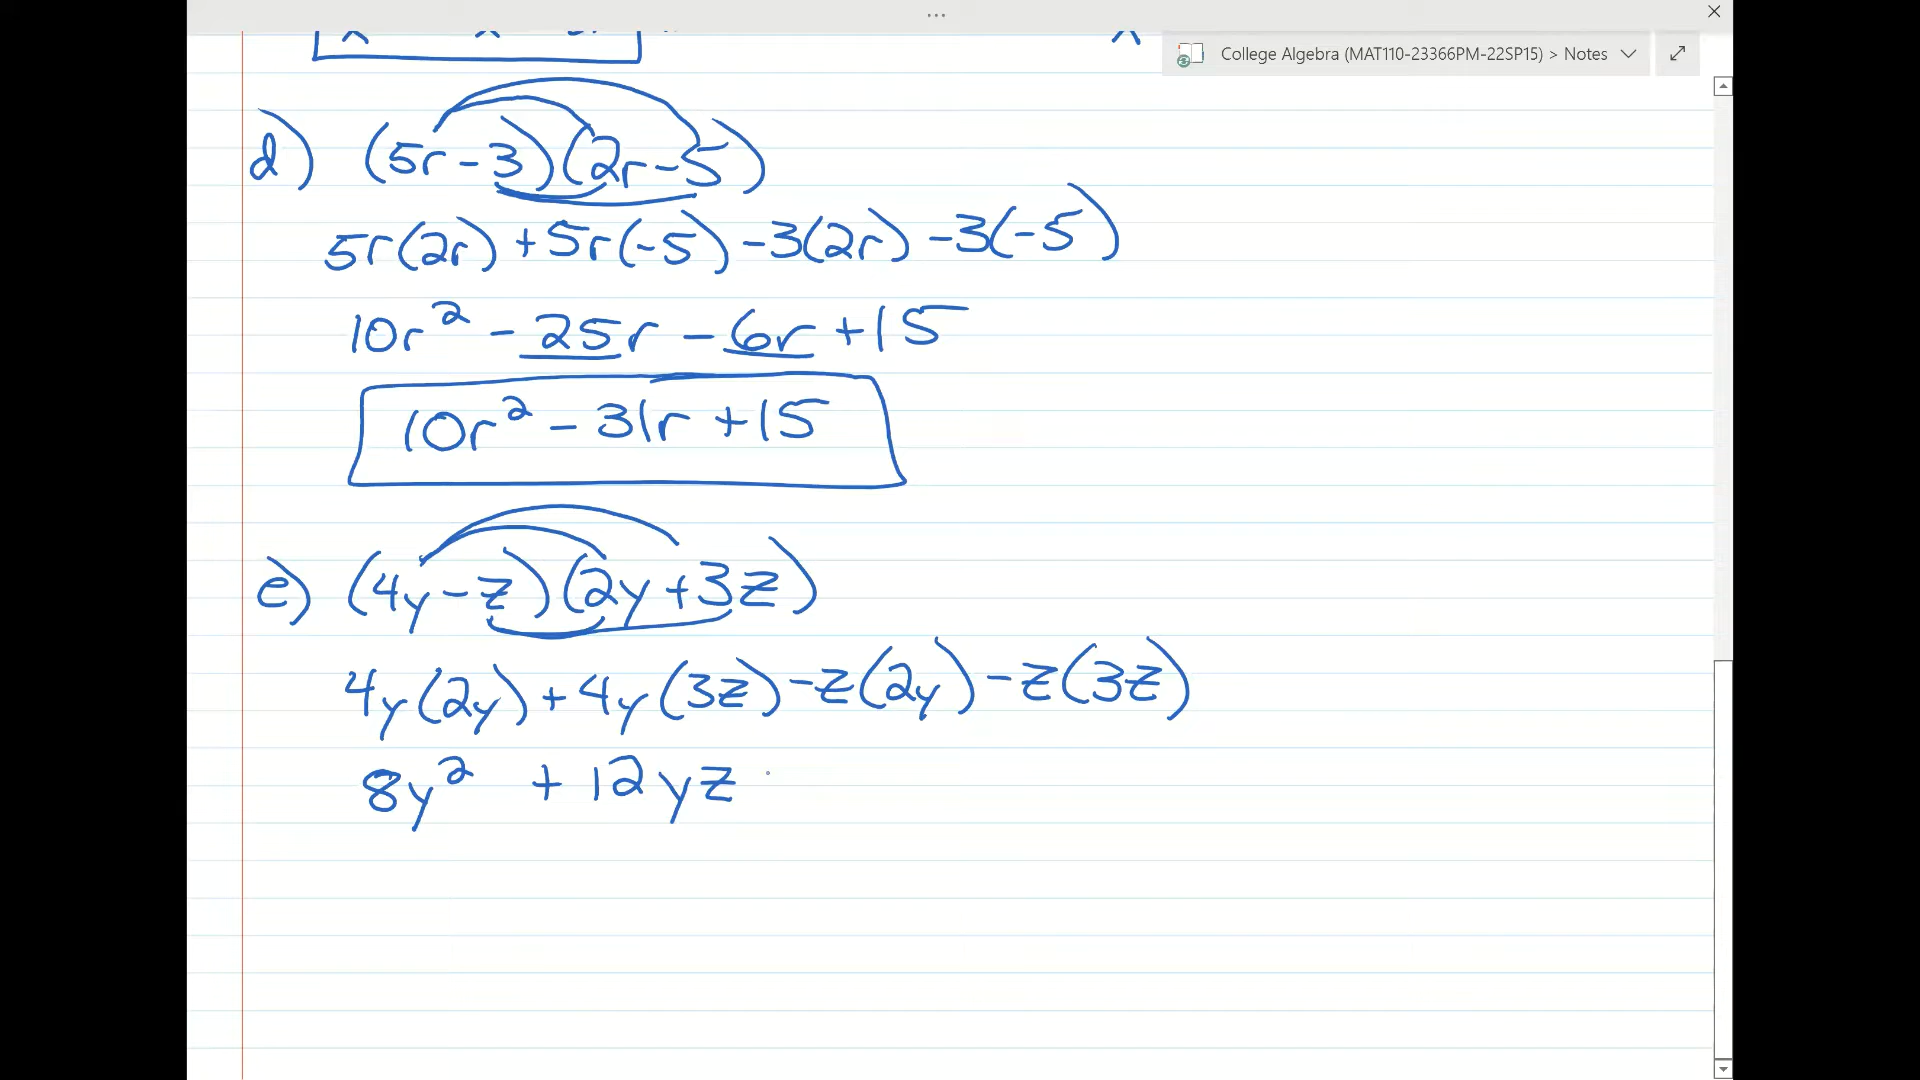 ...
College Algebra (MAT110-23366PM-22SP15) > Notes
d) (5r - 3)(2r - 5)
5r(2r) + 5r(-5) - 3(2r) - 3(-5)
10r² - 25r - 6r + 15
10r² - 31r + 15
e) (4y - z)(2y + 3z)
4y(2y) + 4y(3z) - z(2y) - z(3z)
8y² + 12yz